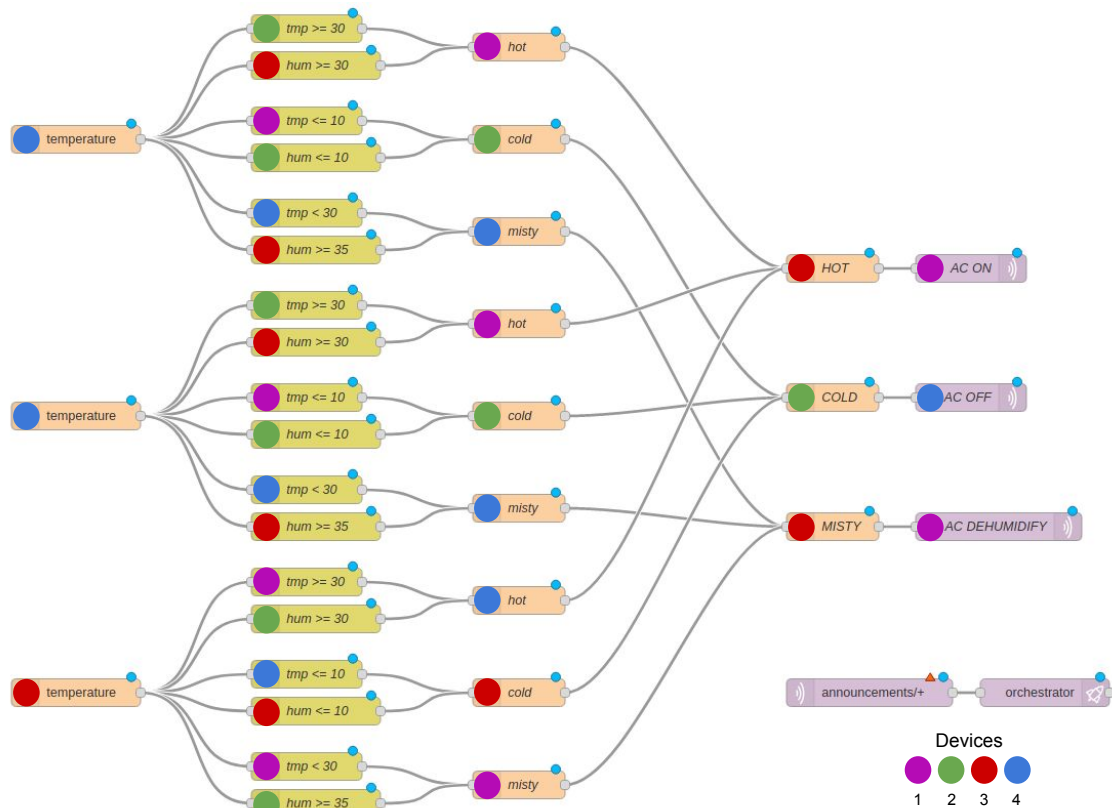 tmp >= 30
hum >= 30
hot
tmp <= 10
hum <= 10
cold
temperature
tmp < 30
hum >= 35
misty
tmp >= 30
hum >= 30
hot
tmp <= 10
hum <= 10
cold
temperature
tmp < 30
hum >= 35
misty
tmp >= 30
hum >= 30
hot
tmp <= 10
hum <= 10
cold
temperature
tmp < 30
hum >= 35
misty
HOT
AC ON
COLD
AC OFF
MISTY
AC DEHUMIDIFY
announcements/+
orchestrator
Devices
1 2 3 4